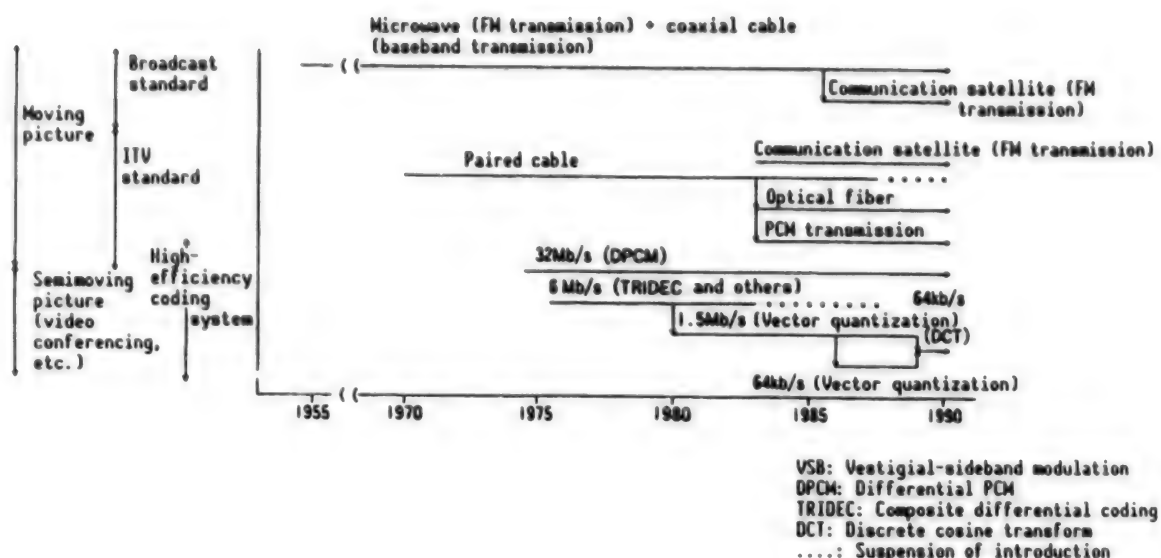 Microwave (FM transmission) + coaxial cable
(baseband transmission)
Broadcast
standard
Moving
picture
ITV
standard
Communication satellite (FM
transmission)
Communication satellite (FM transmission)
Paired cable
Optical fiber
PCM transmission
High-
efficiency
coding
system
Semimoving
picture
(video
conferencing,
etc.)
32Mb/s (DPCM)
6 Mb/s (TRIDEC and others)
64kb/s
1.5Mb/s (Vector quantization)
(DCT)
64kb/s (Vector quantization)
1955 1970 1975 1980 1985 1990
VSB: Vestigial-sideband modulation
DPCM: Differential PCM
TRIDEC: Composite differential coding
DCT: Discrete cosine transform
....: Suspension of introduction